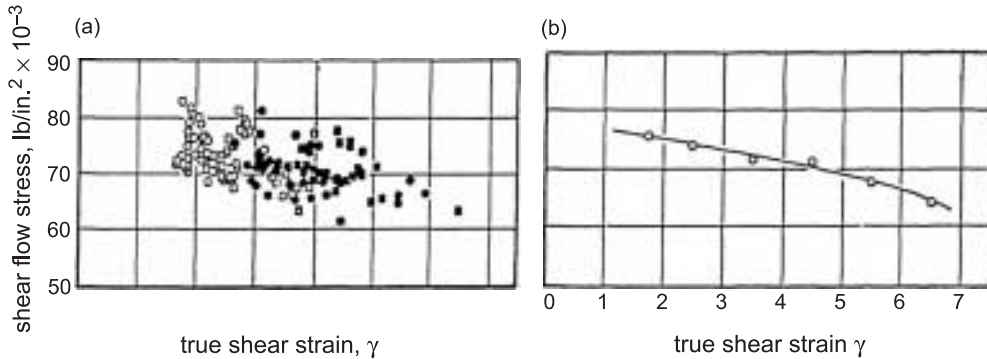 (a)
(b)
shear flow stress, lb/in.² × 10⁻³
90
80
70
60
50
0 1 2 3 4 5 6 7
true shear strain, γ
true shear strain γ